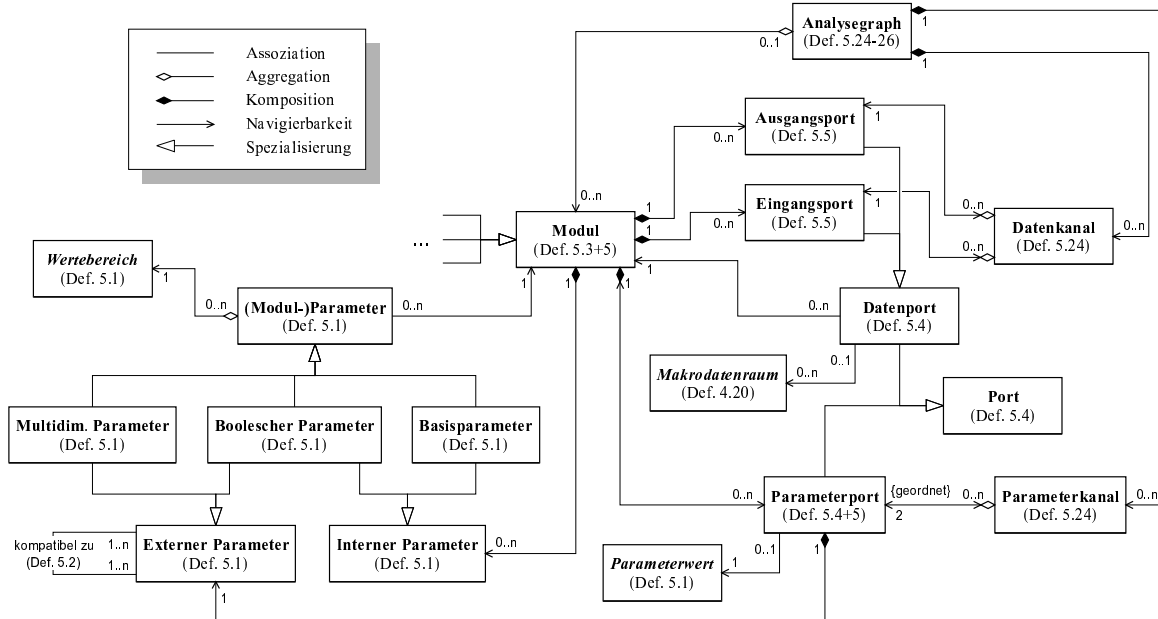 Analysegraph
(Def. 5.24-26)
1
1
0..1
Assoziation
Aggregation
Komposition
Navigierbarkeit
Spezialisierung
Ausgangsport
(Def. 5.5)
1
0..n
1
0..n
Eingangsport
(Def. 5.5)
1
0..n
1
0..n
Datenkanal
(Def. 5.24)
0..n
0..n
0..n
Modul
(Def. 5.3+5)
...
1
1
1
1
Wertebereich
(Def. 5.1)
1
0..n
(Modul-)Parameter
(Def. 5.1)
0..n
0..n
Datenport
(Def. 5.4)
0..1
0..n
Makrodatenraum
(Def. 4.20)
Port
(Def. 5.4)
Multidim. Parameter
(Def. 5.1)
Boolescher Parameter
(Def. 5.1)
Basisparameter
(Def. 5.1)
0..n
Parameterport
(Def. 5.4+5)
{geordnet}
2
0..n
Parameterkanal
(Def. 5.24)
0..n
kompatibel zu
(Def. 5.2)
1..n
1..n
Externer Parameter
(Def. 5.1)
Interner Parameter
(Def. 5.1)
0..n
0..1
1
1
Parameterwert
(Def. 5.1)
1